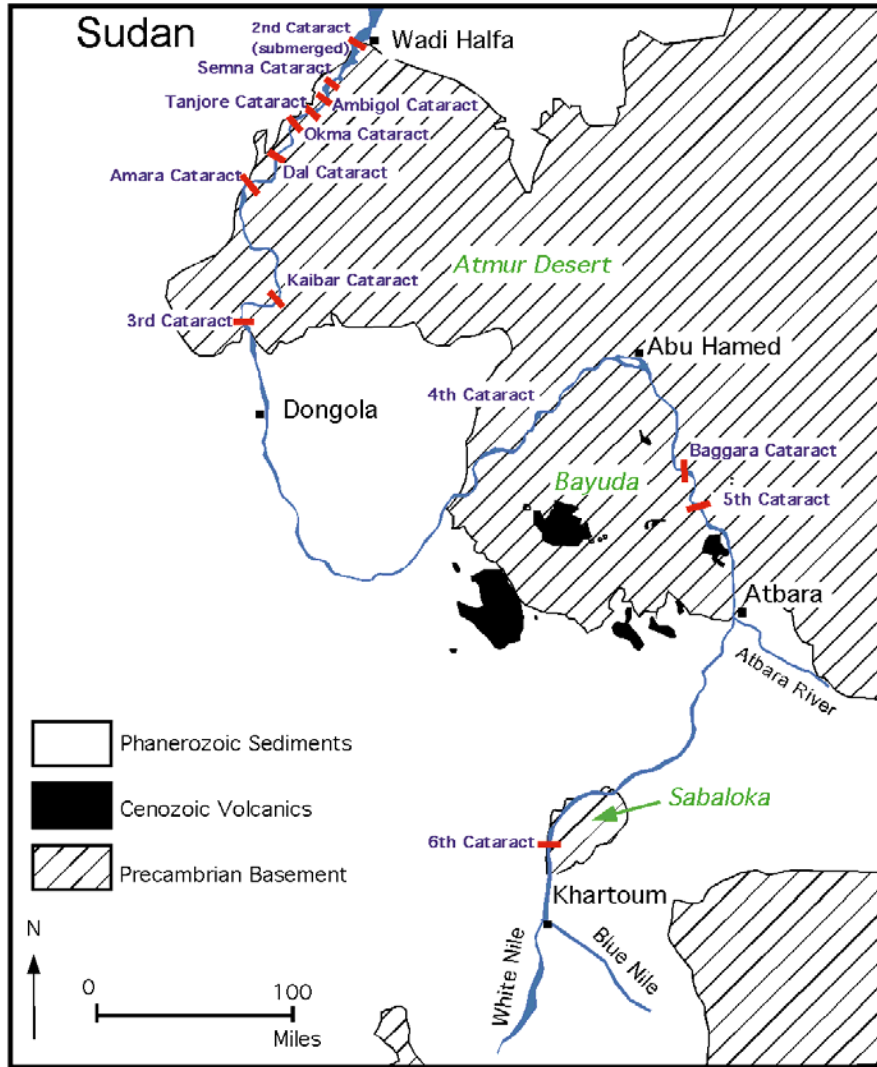 Sudan
2nd Cataract
(submerged)
Wadi Halfa
Semna Cataract
Tanjore Cataract
Ambigol Cataract
Okma Cataract
Dal Cataract
Amara Cataract
Atmur Desert
Kaibar Cataract
3rd Cataract
Abu Hamed
4th Cataract
Dongola
Baggara Cataract
Bayuda
5th Cataract
Atbara
Atbara River
Phanerozoic Sediments
Cenozoic Volcanics
Sabaloka
6th Cataract
Precambrian Basement
Khartoum
N
White Nile
Blue Nile
0
100
Miles